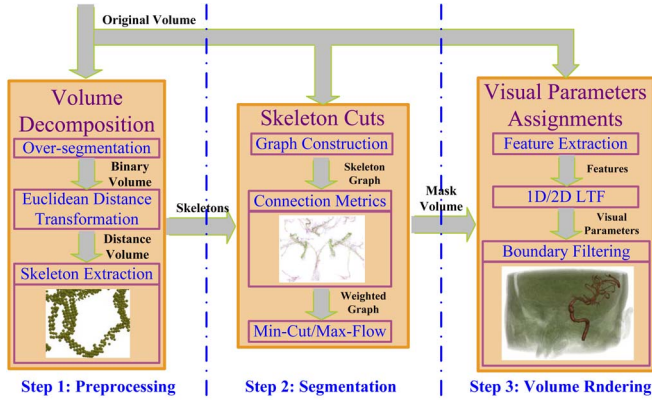 Original Volume
Volume
Decomposition
Over-segmentation
Binary
Volume
Euclidean Distance
Transformation
Distance
Volume
Skeleton Extraction
Skeletons
Skeleton Cuts
Graph Construction
Skeleton
Graph
Connection Metrics
Weighted
Graph
Min-Cut/Max-Flow
Mask
Volume
Visual Parameters
Assignments
Feature Extraction
Features
1D/2D LTF
Visual
Parameters
Boundary Filtering
Step 1: Preprocessing
Step 2: Segmentation
Step 3: Volume Rndering